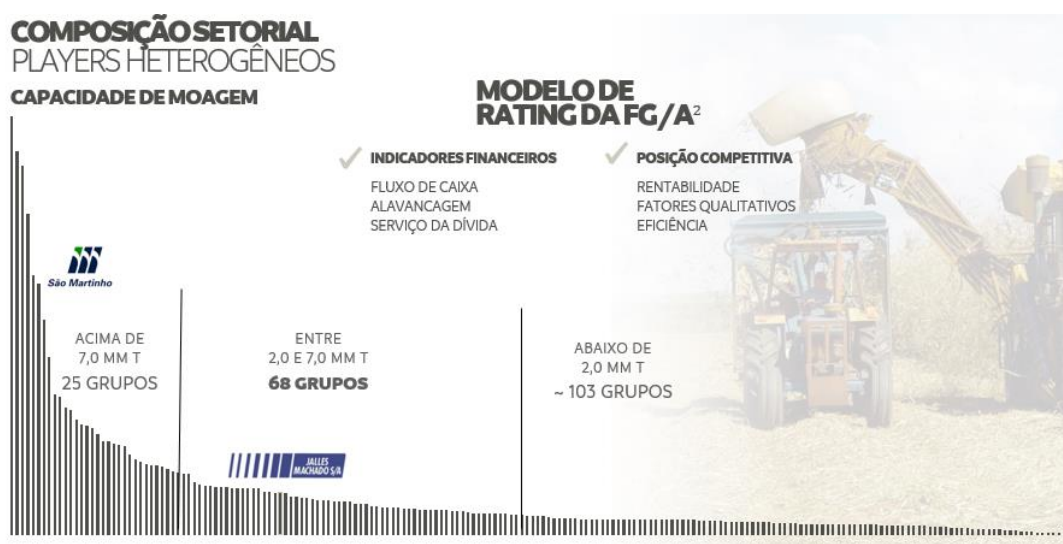 COMPOSIÇÃO SETORIAL
PLAYERS HETEROGÊNEOS
CAPACIDADE DE MOAGEM
MODELO DE
RATING DA FG/A²
INDICADORES FINANCEIROS
FLUXO DE CAIXA
ALAVANCAGEM
SERVIÇO DA DÍVIDA
POSIÇÃO COMPETITIVA
RENTABILIDADE
FATORES QUALITATIVOS
EFICIÊNCIA
São Martinho
ACIMA DE
7,0 MM T
25 GRUPOS
ENTRE
2,0 E 7,0 MM T
68 GRUPOS
ABAIXO DE
2,0 MM T
~ 103 GRUPOS
JALLES
MACHADO S/A